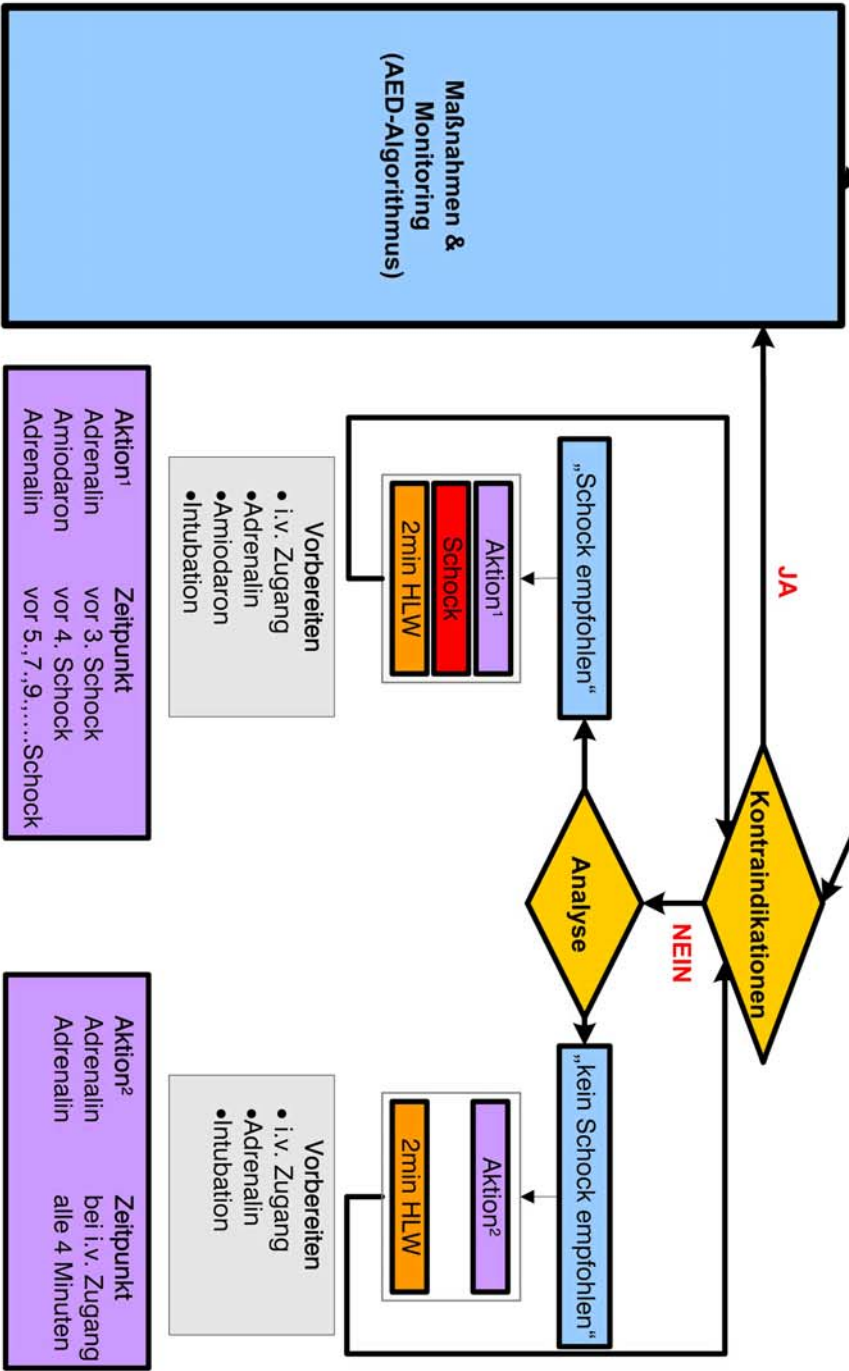 Maßnahmen &
Monitoring
(AED-Algorithmus)
JA
Kontraindikationen
NEIN
Analyse
„Schock empfohlen“
Aktion¹
Schock
2min HLW
Vorbereiten
• i.v. Zugang
•Adrenalin
•Amiodaron
•Intubation
Aktion¹ Zeitpunkt
Adrenalin vor 3. Schock
Amiodaron vor 4. Schock
Adrenalin vor 5.,7.,9.,....Schock
„kein Schock empfohlen“
Aktion²
2min HLW
Vorbereiten
• i.v. Zugang
•Adrenalin
•Intubation
Aktion² Zeitpunkt
Adrenalin bei i.v. Zugang
Adrenalin alle 4 Minuten